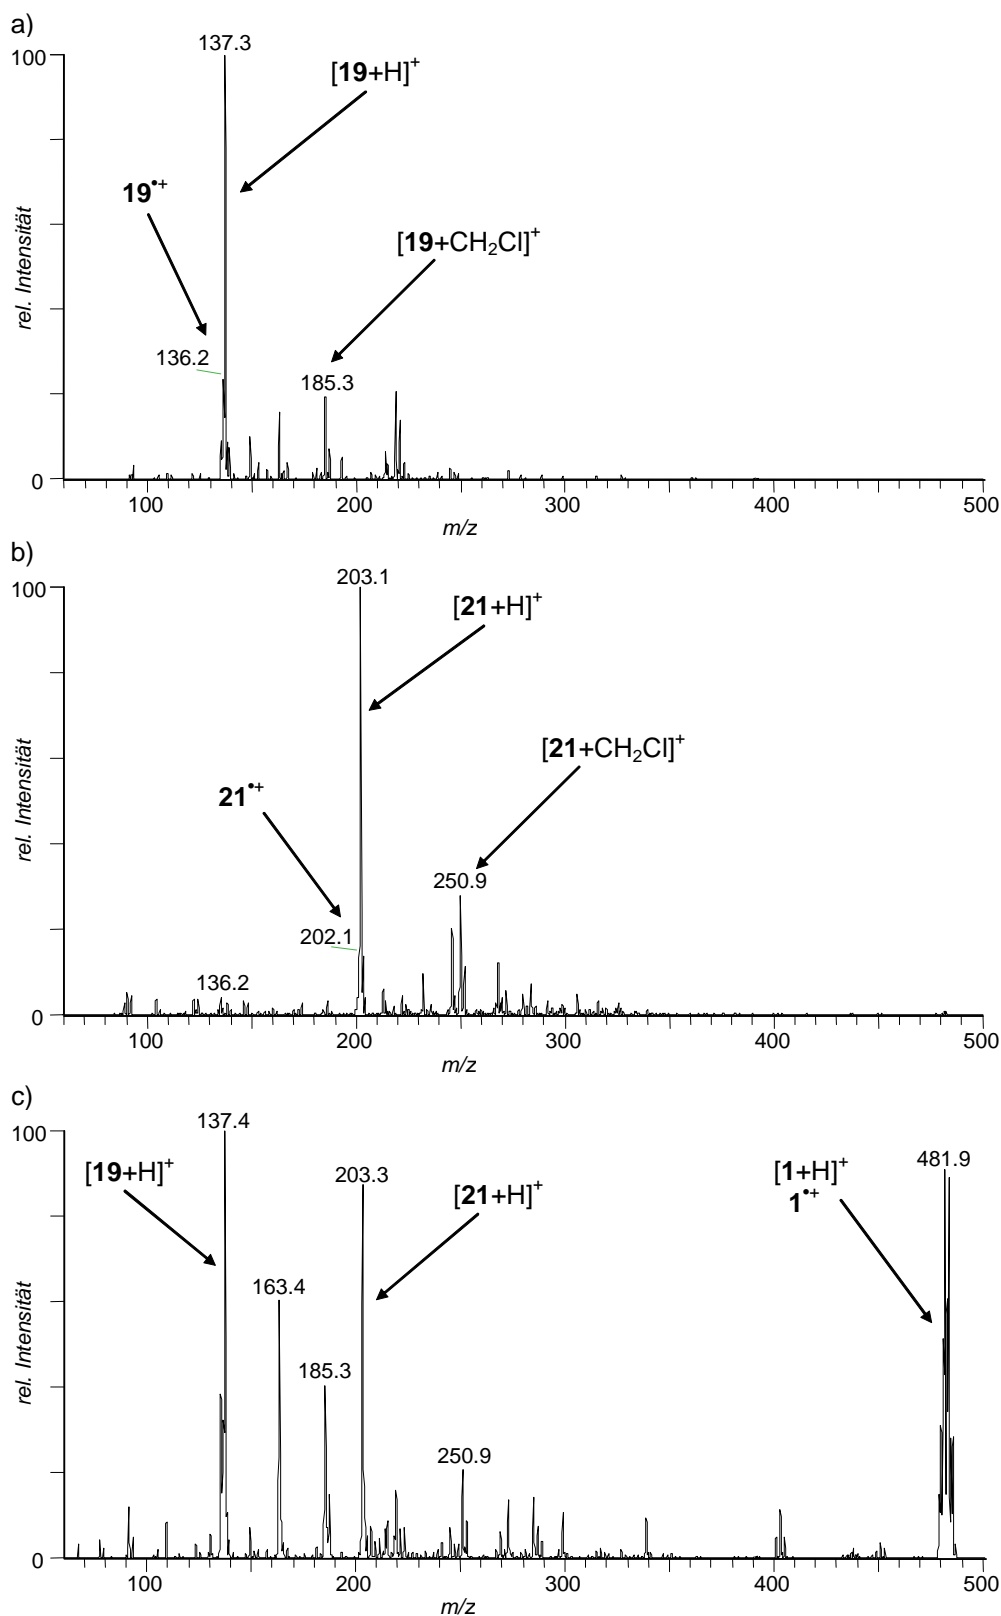 a)
137.3
100
[19+H]⁺
19•⁺
[19+CH₂Cl]⁺
rel. Intensität
136.2
185.3
0
100 200 300 400 500
m/z
b)
203.1
100
[21+H]⁺
[21+CH₂Cl]⁺
21•⁺
rel. Intensität
250.9
202.1
136.2
0
100 200 300 400 500
m/z
c)
137.4
100
481.9
[19+H]⁺
203.3
[21+H]⁺
[1+H]⁺
1•⁺
163.4
rel. Intensität
185.3
250.9
0
100 200 300 400 500
m/z